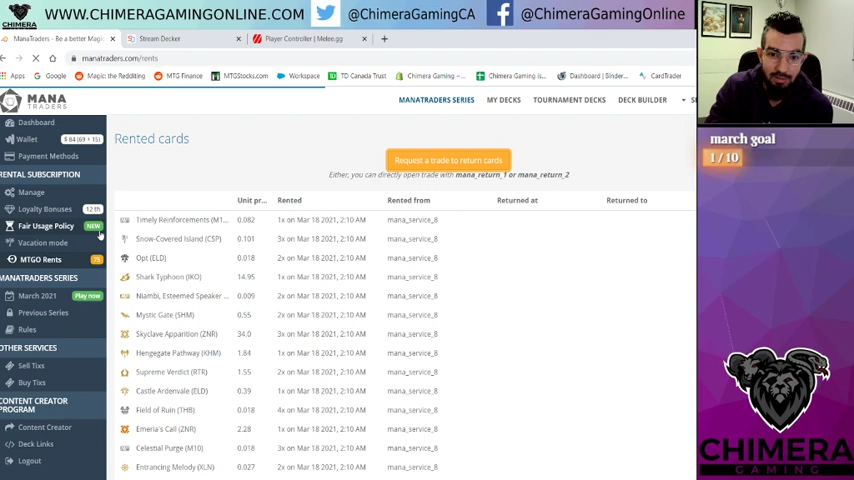 WWW.CHIMERAGAMINGONLINE.COM @ChimeraGamingCA @ChimeraGamingOnline
CHIMERA
ManaTraders - Be a better Magic Stream Decker Player Controller / Melee.gg
manatraders.com/rents
Apps Google Magic: the Redditing MTG Finance MTGStocks.com Workspace TD Canada Trust Chimera Gaming –... Chimera Gaming is... Dashboard | Binder... CardTrader
MANA TRADERS
MANATRADERS SERIES MY DECKS TOURNAMENT DECKS DECK BUILDER
Dashboard
Wallet $ 84 (69 + 15)
Payment Methods
RENTAL SUBSCRIPTION
Manage
Loyalty Bonuses 12 th
Fair Usage Policy NEW
Vacation mode
MTGO Rents
MANATRADERS SERIES
March 2021 Play now
Previous Series
Rules
OTHER SERVICES
Sell Tixs
Buy Tixs
CONTENT CREATOR
PROGRAM
Content Creator
Deck Links
Logout
Rented cards
Request a trade to return cards
Either, you can directly open trade with mana_return_1 or mana_return_2
Unit pr... Rented Rented from Returned at Returned to
Timely Reinforcements (M1... 0.082 1x on Mar 18 2021, 2:10 AM mana_service_8
Snow-Covered Island (CSP) 0.101 3x on Mar 18 2021, 2:10 AM mana_service_8
Opt (ELD) 0.018 2x on Mar 18 2021, 2:10 AM mana_service_8
Shark Typhoon (IKO) 14.95 1x on Mar 18 2021, 2:10 AM mana_service_8
Niambi, Esteemed Speaker ... 0.009 2x on Mar 18 2021, 2:10 AM mana_service_8
Mystic Gate (SHM) 0.55 2x on Mar 18 2021, 2:10 AM mana_service_8
Skyclave Apparition (ZNR) 34.0 3x on Mar 18 2021, 2:10 AM mana_service_8
Hengegate Pathway (KHM) 1.84 1x on Mar 18 2021, 2:10 AM mana_service_8
Supreme Verdict (RTR) 1.55 2x on Mar 18 2021, 2:10 AM mana_service_8
Castle Ardenvale (ELD) 0.39 1x on Mar 18 2021, 2:10 AM mana_service_8
Field of Ruin (THB) 0.018 4x on Mar 18 2021, 2:10 AM mana_service_8
Emeria's Call (ZNR) 2.28 1x on Mar 18 2021, 2:10 AM mana_service_8
Celestial Purge (M10) 0.018 3x on Mar 18 2021, 2:10 AM mana_service_8
Entrancing Melody (XLN) 0.027 2x on Mar 18 2021, 2:10 AM mana_service_8
march goal
1 / 10
CHIMERA
GAMING